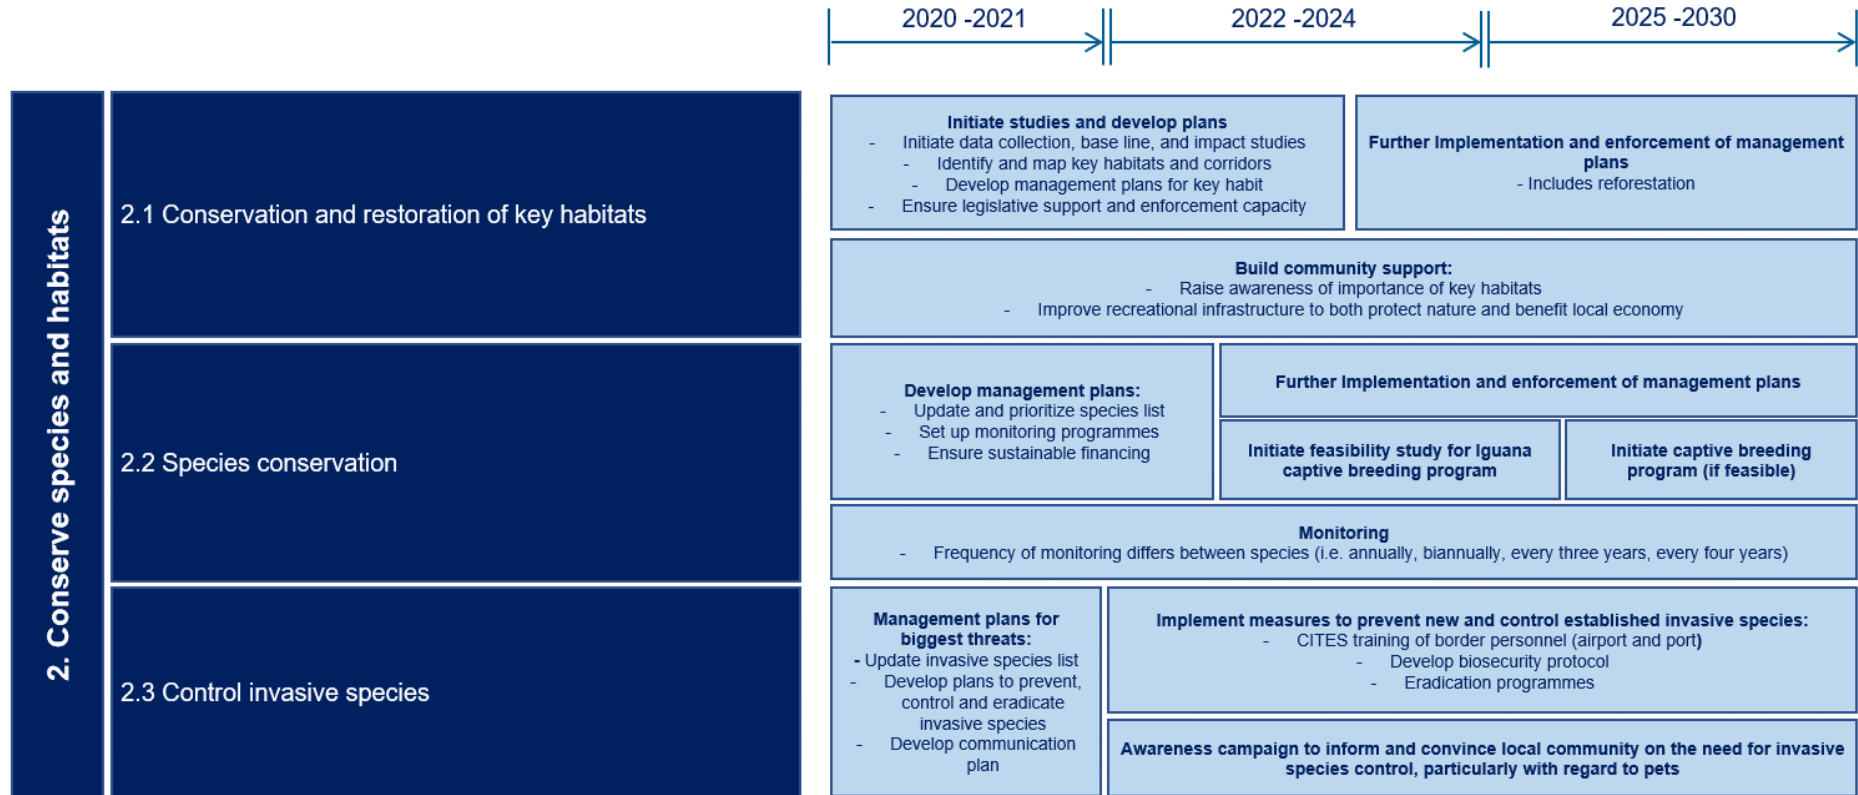 2020 -2021
2022 -2024
2025 -2030
2. Conserve species and habitats
2.1 Conservation and restoration of key habitats
Initiate studies and develop plans
- Initiate data collection, base line, and impact studies
- Identify and map key habitats and corridors
- Develop management plans for key habit
- Ensure legislative support and enforcement capacity
Further Implementation and enforcement of management
plans
- Includes reforestation
Build community support:
- Raise awareness of importance of key habitats
- Improve recreational infrastructure to both protect nature and benefit local economy
2.2 Species conservation
Develop management plans:
- Update and prioritize species list
- Set up monitoring programmes
- Ensure sustainable financing
Further Implementation and enforcement of management plans
Initiate feasibility study for Iguana
captive breeding program
Initiate captive breeding
program (if feasible)
Monitoring
- Frequency of monitoring differs between species (i.e. annually, biannually, every three years, every four years)
2.3 Control invasive species
Management plans for
biggest threats:
- Update invasive species list
- Develop plans to prevent,
control and eradicate
invasive species
- Develop communication
plan
Implement measures to prevent new and control established invasive species:
- CITES training of border personnel (airport and port)
- Develop biosecurity protocol
- Eradication programmes
Awareness campaign to inform and convince local community on the need for invasive
species control, particularly with regard to pets